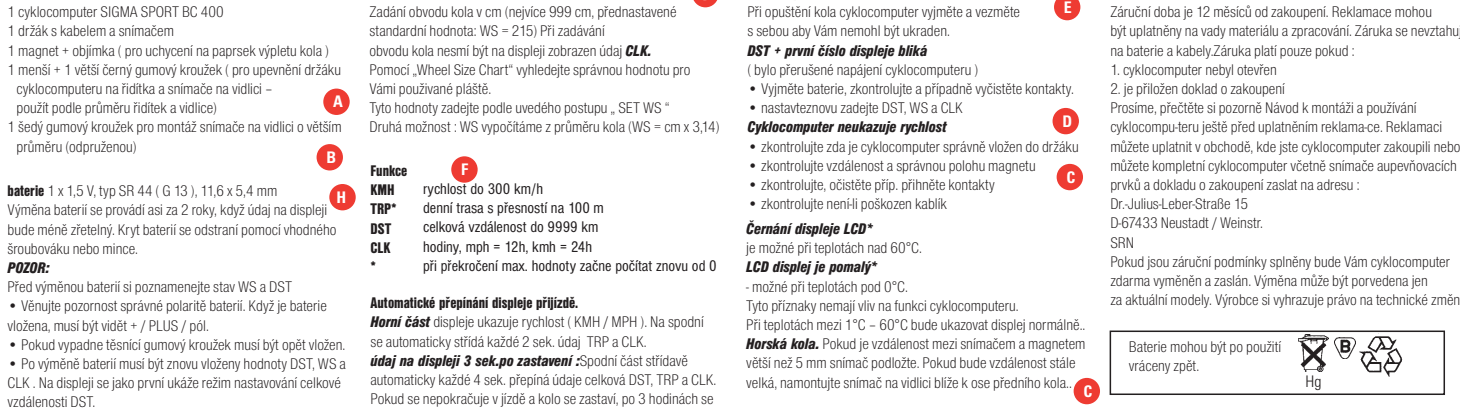 1 cyklocomputer SIGMA SPORT BC 400
1 držák s kabelem a snímačem
1 magnet + objímka ( pro uchycení na paprsek výpletu kola )
1 menší + 1 větší černý gumový kroužek ( pro upevnění držáku
cyklocomputeru na řidítka a snímače na vidlici –
použít podle průměru řidítek a vidlice)
A
1 šedý gumový kroužek pro montáž snímače na vidlici o větším
průměru (odpruženou)
B
baterie 1 x 1,5 V, typ SR 44 ( G 13 ), 11,6 x 5,4 mm
H
Výměna baterií se provádí asi za 2 roky, když údaj na displeji
bude méně zřetelný. Kryt baterií se odstraní pomocí vhodného
šroubováku nebo mince.
POZOR:
Před výměnou baterií si poznamenejte stav WS a DST
• Věnujte pozornost správné polaritě baterií. Když je baterie
vložena, musí být vidět + / PLUS / pól.
• Pokud vypadne těsnící gumový kroužek musí být opět vložen.
• Po výměně baterií musí být znovu vloženy hodnoty DST, WS a
CLK . Na displeji se jako první ukáže režim nastavování celkové
vzdálenosti DST.
Zadání obvodu kola v cm (nejvíce 999 cm, přednastavené
standardní hodnota: WS = 215) Při zadávání
obvodu kola nesmí být na displeji zobrazen údaj CLK.
Pomocí „Wheel Size Chart“ vyhledejte správnou hodnotu pro
Vámi používané pláště.
Tyto hodnoty zadejte podle uvedého postupu „ SET WS “
Druhá možnost : WS vypočítáme z průměru kola (WS = cm x 3,14)
Funkce
F
KMH rychlost do 300 km/h
TRP* denní trasa s přesností na 100 m
DST celková vzdálenost do 9999 km
CLK hodiny, mph = 12h, kmh = 24h
* při překročení max. hodnoty začne počítat znovu od 0
Automatické přepínání displeje přijízdě.
Horní část displeje ukazuje rychlost ( KMH / MPH ). Na spodní
se automaticky střídá každé 2 sek. údaj TRP a CLK.
údaj na displeji 3 sek.po zastavení :Spodní část střídavě
automaticky každé 4 sek. přepíná údaje celková DST, TRP a CLK.
Pokud se nepokračuje v jízdě a kolo se zastaví, po 3 hodinách se
Při opuštění kola cyklocomputer vyjměte a vezměte
E
s sebou aby Vám nemohl být ukraden.
DST + první číslo displeje bliká
( bylo přerušené napájení cyklocomputeru )
• Vyjměte baterie, zkontrolujte a případně vyčistěte kontakty.
• nastavteznovu zadejte DST, WS a CLK
Cyklocomputer neukazuje rychlost
D
• zkontrolujte zda je cyklocomputer správně vložen do držáku
• zkontrolujte vzdálenost a správnou polohu magnetu
C
• zkontrolujte, očistěte příp. přihněte kontakty
• zkontrolujte není-li poškozen kablík
Černání displeje LCD*
je možné při teplotách nad 60°C.
LCD displej je pomalý*
- možné při teplotách pod 0°C.
Tyto příznaky nemají vliv na funkci cyklocomputeru.
Při teplotách mezi 1°C – 60°C bude ukazovat displej normálně..
Horská kola. Pokud je vzdálenost mezi snímačem a magnetem
větší než 5 mm snímač podložte. Pokud bude vzdálenost stále
velká, namontujte snímač na vidlici blíže k ose předního kola..
C
Záruční doba je 12 měsíců od zakoupení. Reklamace mohou
být uplatněny na vady materiálu a zpracování. Záruka se nevztahuj
na baterie a kabely.Záruka platí pouze pokud :
1. cyklocomputer nebyl otevřen
2. je přiložen doklad o zakoupení
Prosíme, přečtěte si pozorně Návod k montáži a používání
cyklocompu-teru ještě před uplatněním reklama-ce. Reklamaci
můžete uplatnit v obchodě, kde jste cyklocomputer zakoupili nebo
můžete kompletní cyklocomputer včetně snímače aupevňovacích
prvků a dokladu o zakoupení zaslat na adresu :
Dr.-Julius-Leber-Straße 15
D-67433 Neustadt / Weinstr.
SRN
Pokud jsou záruční podmínky splněny bude Vám cyklocomputer
zdarma vyměněn a zaslán. Výměna může být porvedena jen
za aktuální modely. Výrobce si vyhrazuje právo na technické změn
Baterie mohou být po použití
vráceny zpět.
B
Hg